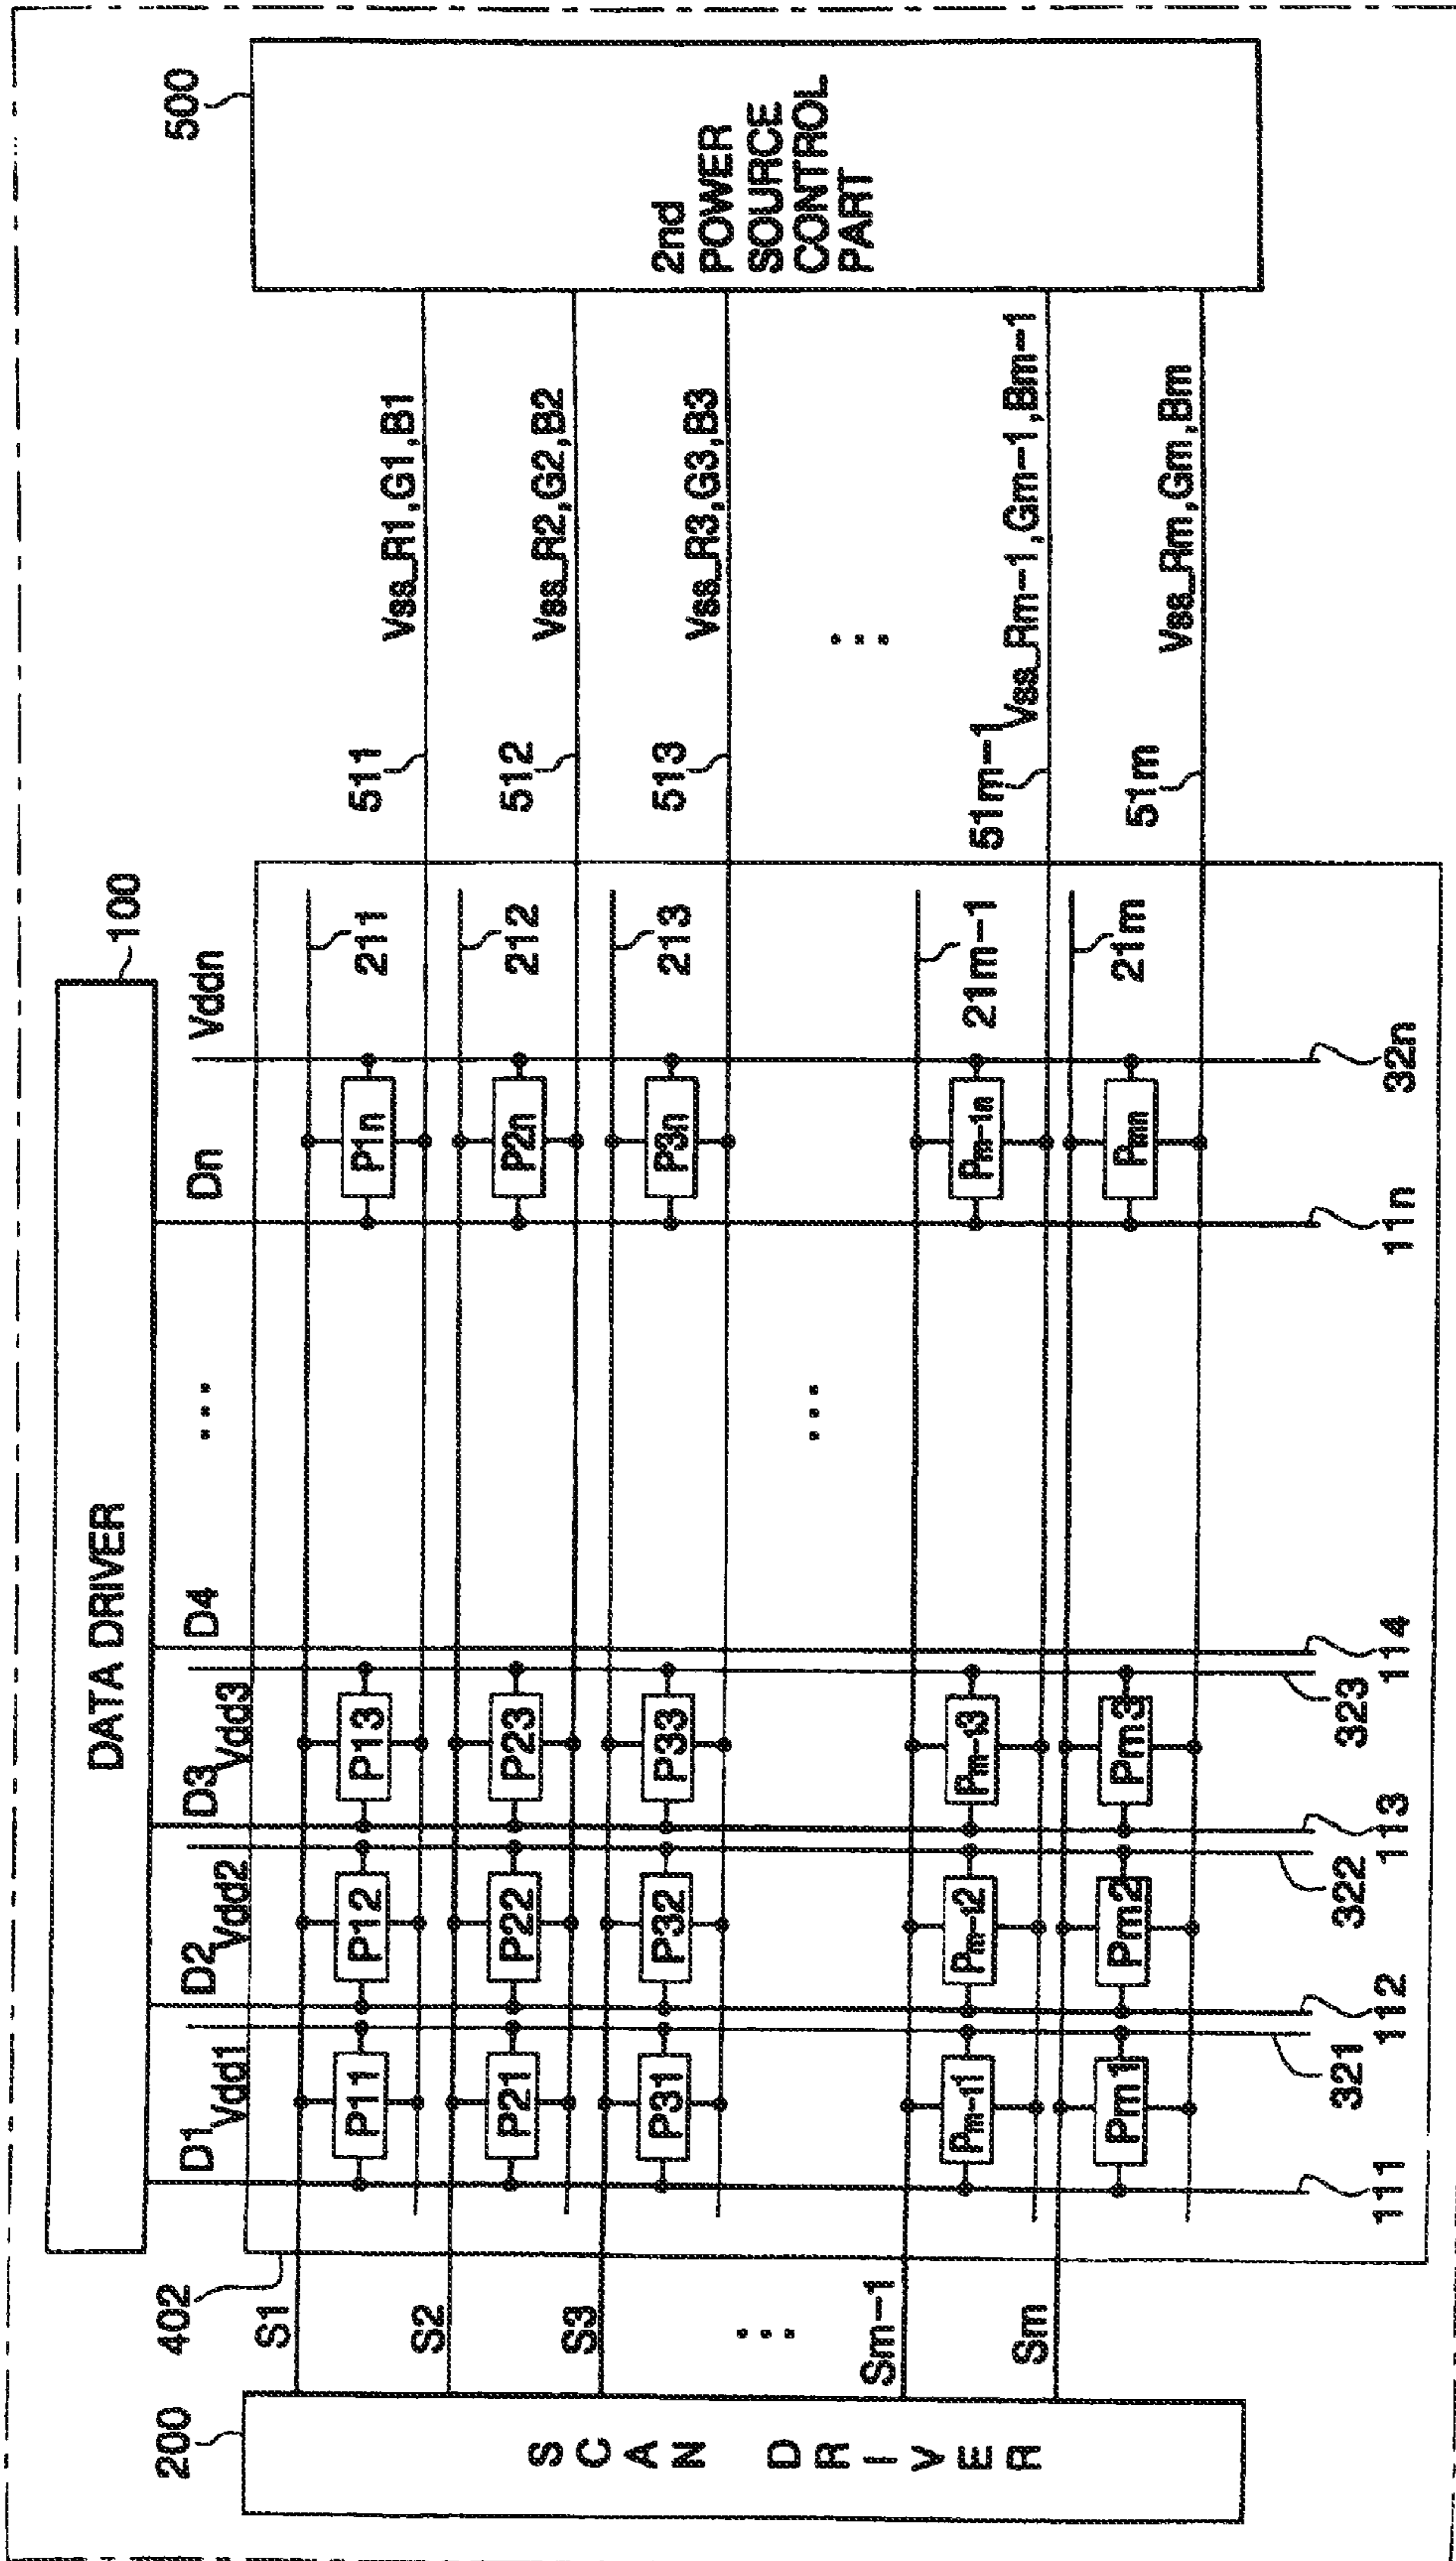 DATA DRIVER
100
D1
Vdd1
D2
Vdd2
D3
Vdd3
D4
...
Dn
Vddn
402
200
SCAN DRIVER
S1
S2
S3
...
Sm-1
Sm
P11
P12
P13
P1n
211
P21
P22
P23
P2n
212
P31
P32
P33
P3n
213
...
Pm-11
Pm-12
Pm-13
Pm-1n
21m-1
Pm1
Pm2
Pm3
Pmn
21m
111
321
112
322
113
323
114
11n
32n
511
Vss_R1,G1,B1
512
Vss_R2,G2,B2
513
Vss_R3,G3,B3
...
51m-1
Vss_Rm-1,Gm-1,Bm-1
51m
Vss_Rm,Gm,Bm
500
2nd
POWER
SOURCE
CONTROL
PART